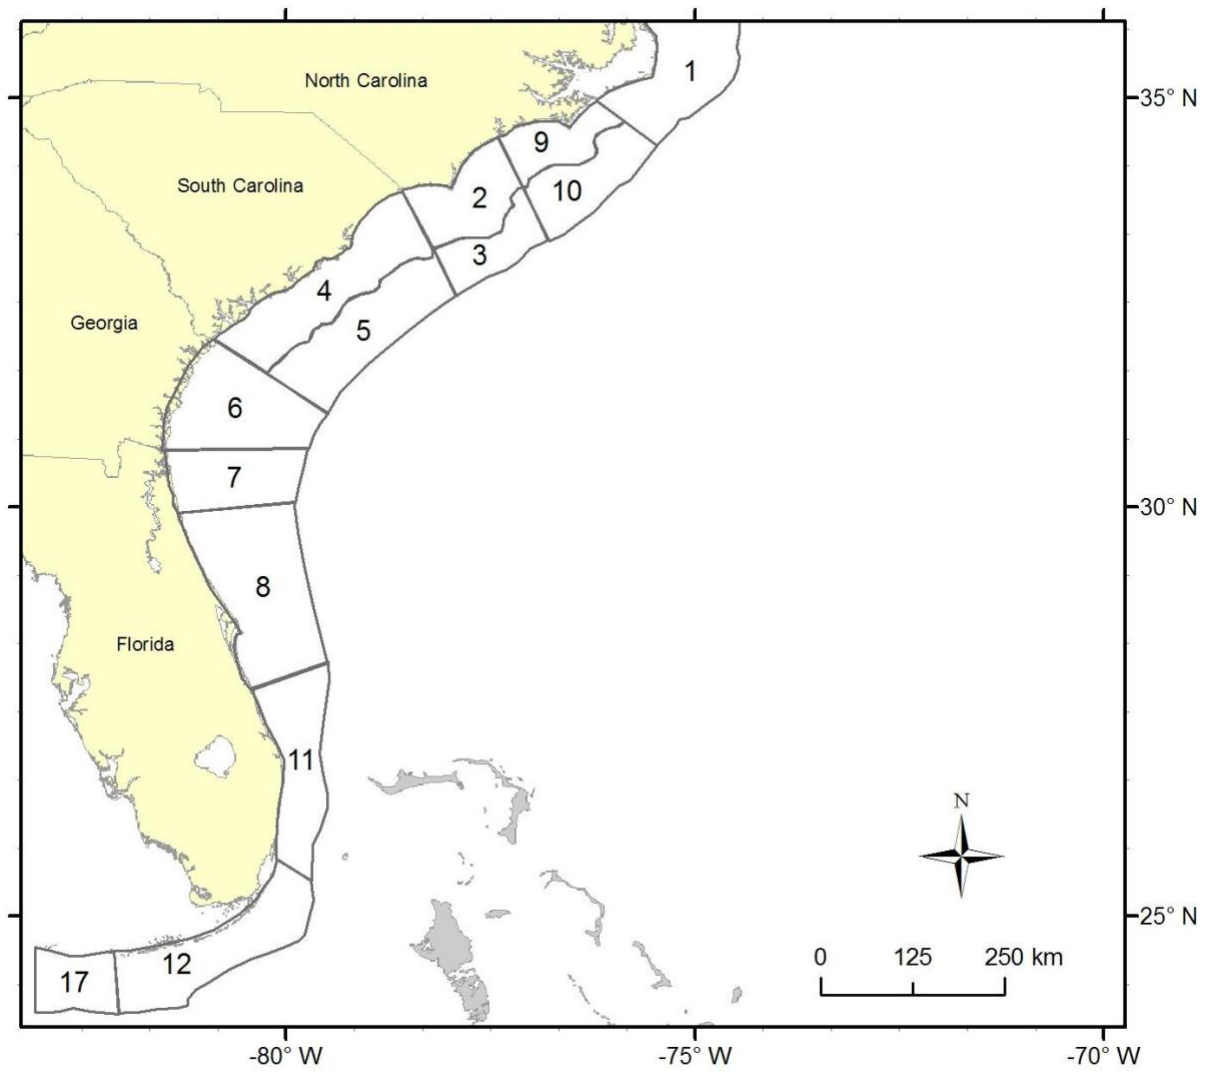 1
North Carolina
35° N
9
South Carolina
10
2
3
4
Georgia
5
6
7
30° N
8
Florida
11
N
25° N
12
0 125 250 km
17
-80° W -75° W -70° W